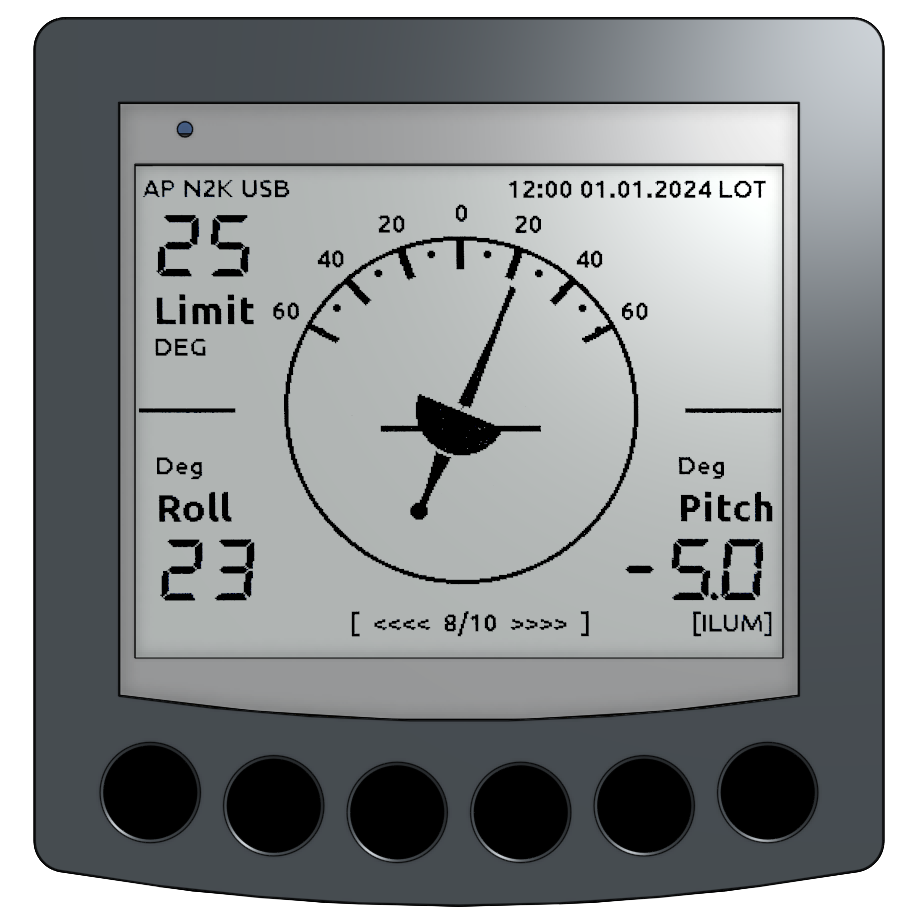 AP N2K USB
12:00 01.01.2024 LOT
25
Limit
DEG
60
40
20
0
20
40
60
Deg
Roll
23
Deg
Pitch
-5.0
[ <<<< 8/10 >>>> ]
[ILUM]